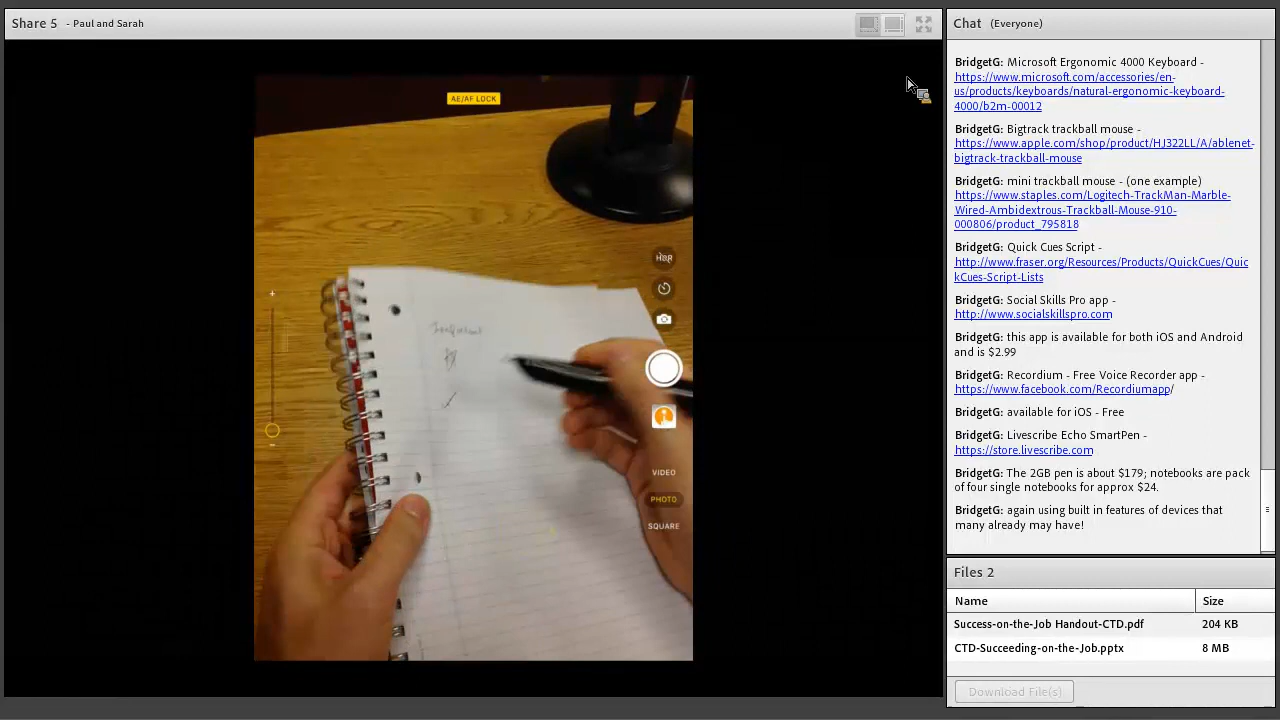 Share 5 - Paul and Sarah
AE/AF LOCK
HDR
VIDEO
PHOTO
SQUARE
Chat (Everyone)
BridgetG: Microsoft Ergonomic 4000 Keyboard -
https://www.microsoft.com/accessories/en-
us/products/keyboards/natural-ergonomic-keyboard-
4000/b2m-00012
BridgetG: Bigtrack trackball mouse -
https://www.apple.com/shop/product/HJ322LL/A/ablenet-
bigtrack-trackball-mouse
BridgetG: mini trackball mouse - (one example)
https://www.staples.com/Logitech-TrackMan-Marble-
Wired-Ambidextrous-Trackball-Mouse-910-
000806/product_795818
BridgetG: Quick Cues Script -
http://www.fraser.org/Resources/Products/QuickCues/Quic
kCues-Script-Lists
BridgetG: Social Skills Pro app -
http://www.socialskillspro.com
BridgetG: this app is available for both iOS and Android
and is $2.99
BridgetG: Recordium - Free Voice Recorder app -
https://www.facebook.com/Recordiumapp/
BridgetG: available for iOS - Free
BridgetG: Livescribe Echo SmartPen -
https://store.livescribe.com
BridgetG: The 2GB pen is about $179; notebooks are pack
of four single notebooks for approx $24.
BridgetG: again using built in features of devices that
many already may have!
Files 2
Name Size
Success-on-the-Job Handout-CTD.pdf 204 KB
CTD-Succeeding-on-the-Job.pptx 8 MB
Download File(s)